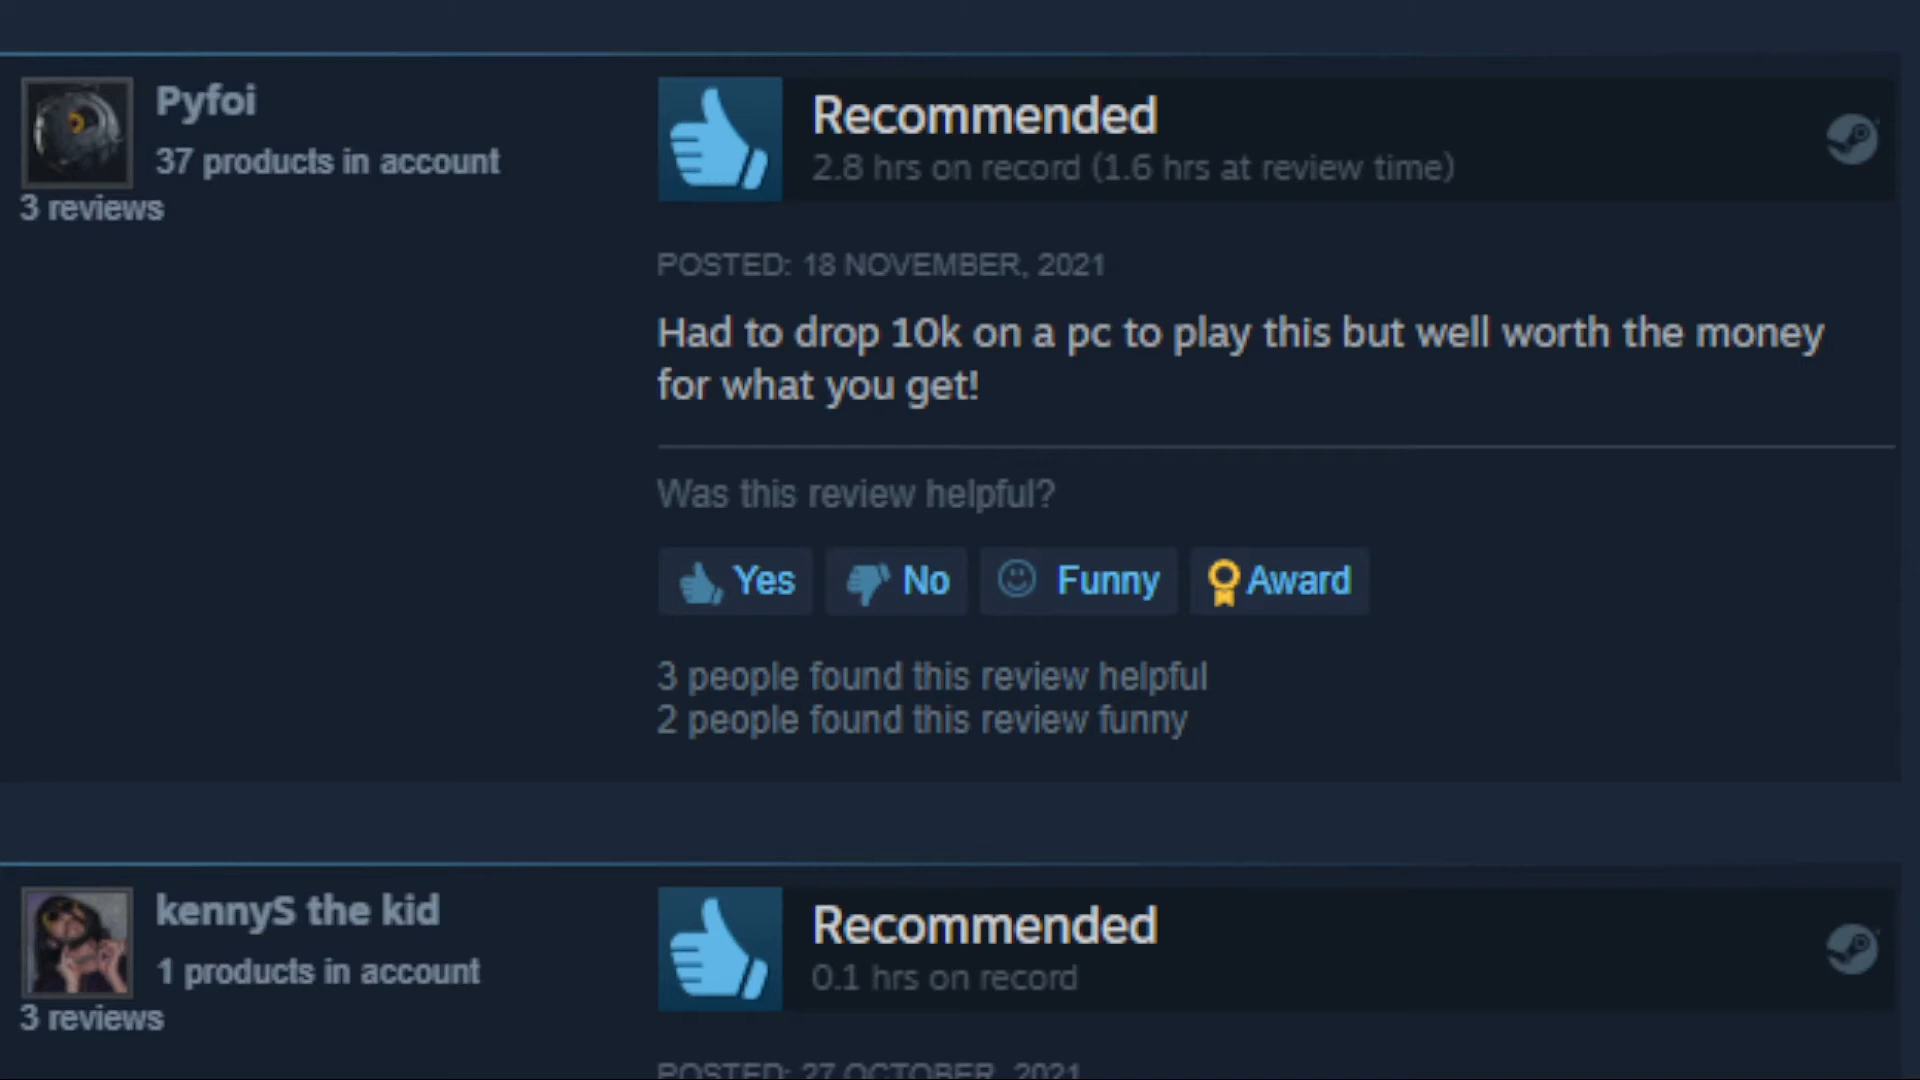 Pyfoi
37 products in account
3 reviews
Recommended
2.8 hrs on record (1.6 hrs at review time)
POSTED: 18 NOVEMBER, 2021
Had to drop 10k on a pc to play this but well worth the money
for what you get!
Was this review helpful?
Yes No Funny Award
3 people found this review helpful
2 people found this review funny
kennyS the kid
1 products in account
3 reviews
Recommended
0.1 hrs on record
POSTED: 27 OCTOBER, 2021